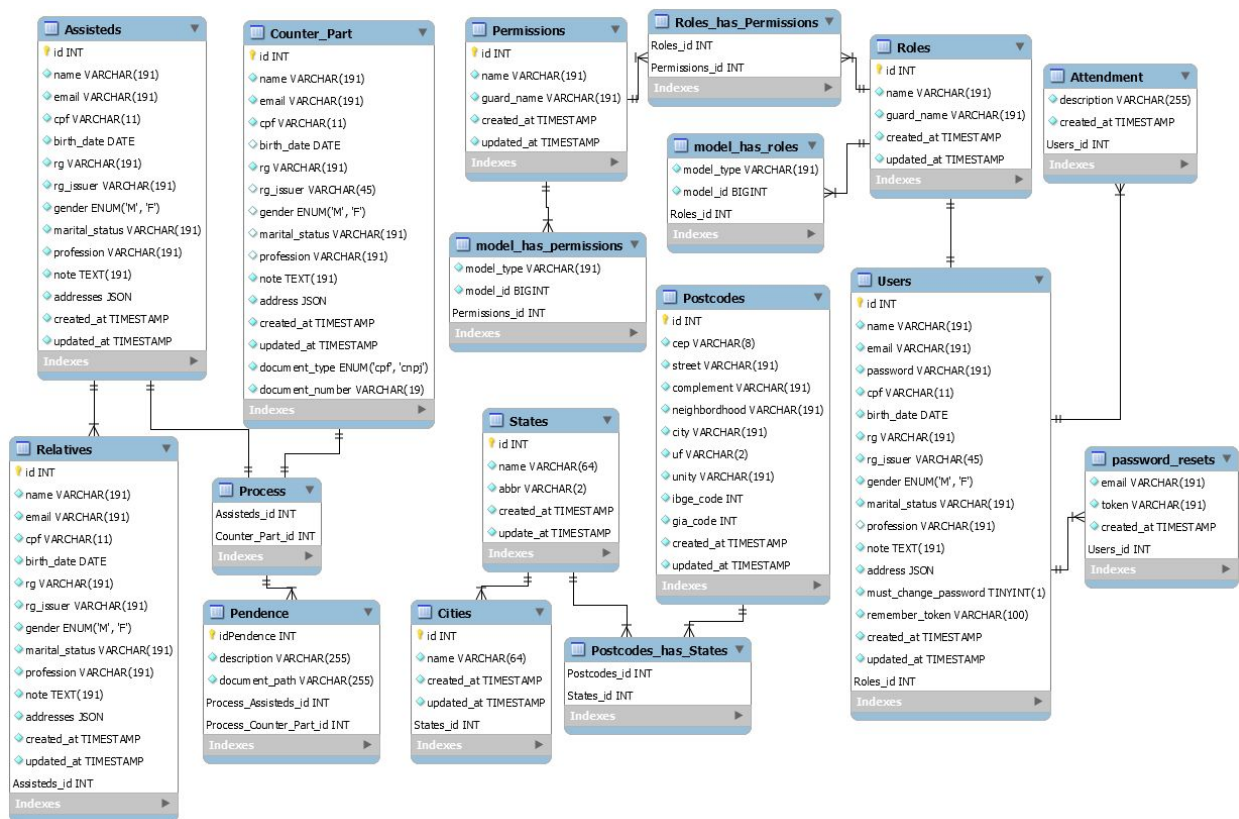 Assisteds
id INT
name VARCHAR(191)
email VARCHAR(191)
cpf VARCHAR(11)
birth_date DATE
rg VARCHAR(191)
rg_issuer VARCHAR(191)
gender ENUM('M', 'F')
marital_status VARCHAR(191)
profession VARCHAR(191)
note TEXT(191)
addresses JSON
created_at TIMESTAMP
updated_at TIMESTAMP
Indexes
Counter_Part
id INT
name VARCHAR(191)
email VARCHAR(191)
cpf VARCHAR(11)
birth_date DATE
rg VARCHAR(191)
rg_issuer VARCHAR(45)
gender ENUM('M', 'F')
marital_status VARCHAR(191)
profession VARCHAR(191)
note TEXT(191)
address JSON
created_at TIMESTAMP
updated_at TIMESTAMP
document_type ENUM('cpf', 'cnpj')
document_number VARCHAR(19)
Indexes
Permissions
id INT
name VARCHAR(191)
guard_name VARCHAR(191)
created_at TIMESTAMP
updated_at TIMESTAMP
Indexes
Roles_has_Permissions
Roles_id INT
Permissions_id INT
Indexes
Roles
id INT
name VARCHAR(191)
guard_name VARCHAR(191)
created_at TIMESTAMP
updated_at TIMESTAMP
Indexes
Attendment
description VARCHAR(255)
created_at TIMESTAMP
Users_id INT
Indexes
model_has_roles
model_type VARCHAR(191)
model_id BIGINT
Roles_id INT
Indexes
model_has_permissions
model_type VARCHAR(191)
model_id BIGINT
Permissions_id INT
Indexes
Postcodes
id INT
cep VARCHAR(8)
street VARCHAR(191)
complement VARCHAR(191)
neighbordhood VARCHAR(191)
city VARCHAR(191)
uf VARCHAR(2)
unity VARCHAR(191)
ibge_code INT
gia_code INT
created_at TIMESTAMP
updated_at TIMESTAMP
Indexes
Users
id INT
name VARCHAR(191)
email VARCHAR(191)
password VARCHAR(191)
cpf VARCHAR(11)
birth_date DATE
rg VARCHAR(191)
rg_issuer VARCHAR(45)
gender ENUM('M', 'F')
marital_status VARCHAR(191)
profession VARCHAR(191)
note TEXT(191)
address JSON
must_change_password TINYINT(1)
remember_token VARCHAR(100)
created_at TIMESTAMP
updated_at TIMESTAMP
Roles_id INT
Indexes
password_resets
email VARCHAR(191)
token VARCHAR(191)
created_at TIMESTAMP
Users_id INT
Indexes
Relatives
id INT
name VARCHAR(191)
email VARCHAR(191)
cpf VARCHAR(11)
birth_date DATE
rg VARCHAR(191)
rg_issuer VARCHAR(191)
gender ENUM('M', 'F')
marital_status VARCHAR(191)
profession VARCHAR(191)
note TEXT(191)
addresses JSON
created_at TIMESTAMP
updated_at TIMESTAMP
Assisteds_id INT
Indexes
Process
Assisteds_id INT
Counter_Part_id INT
Indexes
Pendence
idPendence INT
description VARCHAR(255)
document_path VARCHAR(255)
Process_Assisteds_id INT
Process_Counter_Part_id INT
Indexes
States
id INT
name VARCHAR(64)
abbr VARCHAR(2)
created_at TIMESTAMP
update_at TIMESTAMP
Indexes
Cities
id INT
name VARCHAR(64)
created_at TIMESTAMP
updated_at TIMESTAMP
States_id INT
Indexes
Postcodes_has_States
Postcodes_id INT
States_id INT
Indexes